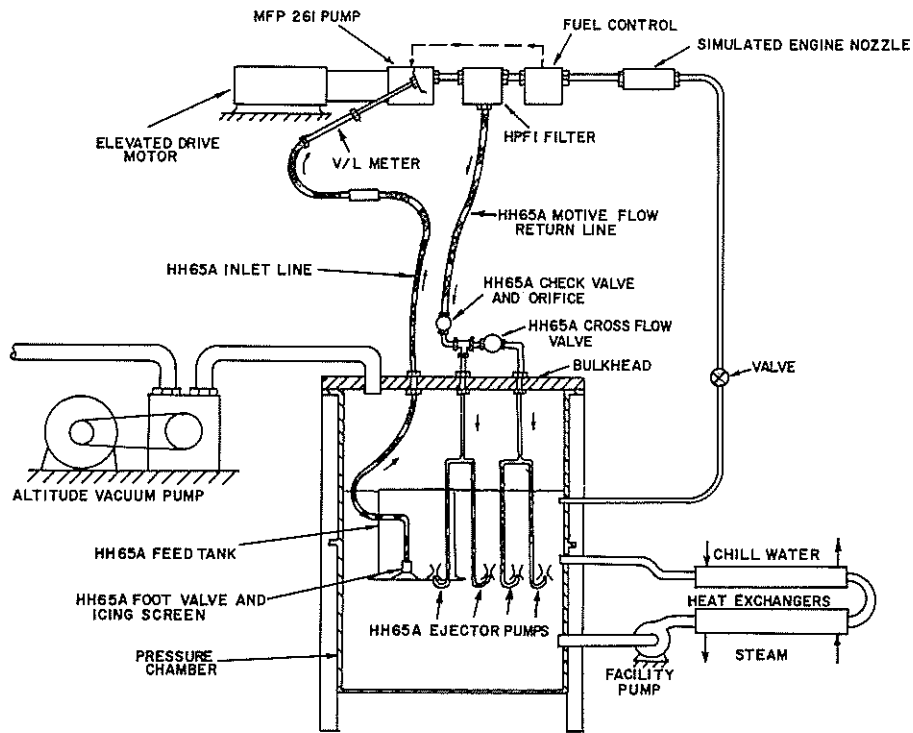 MFP 261 PUMP
FUEL CONTROL
SIMULATED ENGINE NOZZLE
ELEVATED DRIVE
MOTOR
V/L METER
HPF1 FILTER
HH65A MOTIVE FLOW
RETURN LINE
HH65A INLET LINE
HH65A CHECK VALVE
AND ORIFICE
HH65A CROSS FLOW
VALVE
BULKHEAD
VALVE
ALTITUDE VACUUM PUMP
HH65A FEED TANK
CHILL WATER
HH65A FOOT VALVE AND
ICING SCREEN
HEAT EXCHANGERS
HH65A EJECTOR PUMPS
STEAM
PRESSURE
CHAMBER
FACILITY
PUMP